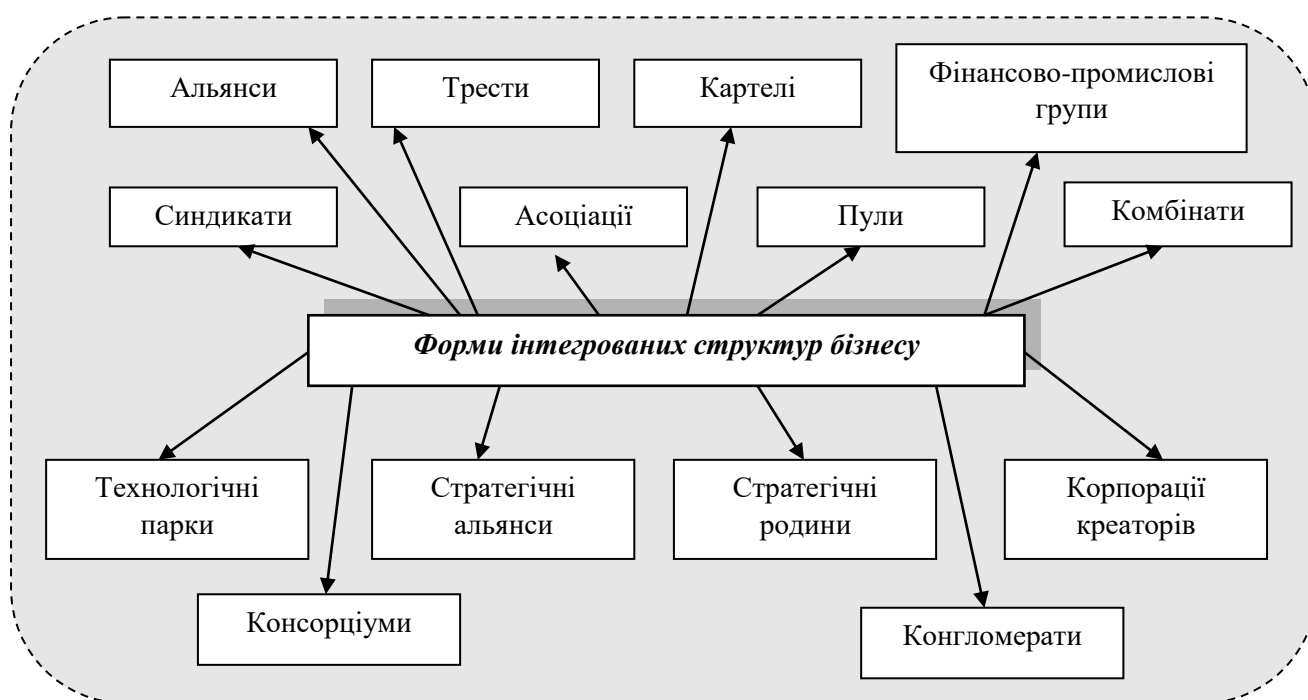 Альянси
Трести
Картелі
Фінансово-промислові
групи
Синдикати
Асоціації
Пули
Комбінати
Форми інтегрованих структур бізнесу
Технологічні
парки
Стратегічні
альянси
Стратегічні
родини
Корпорації
креаторів
Консорціуми
Конгломерати